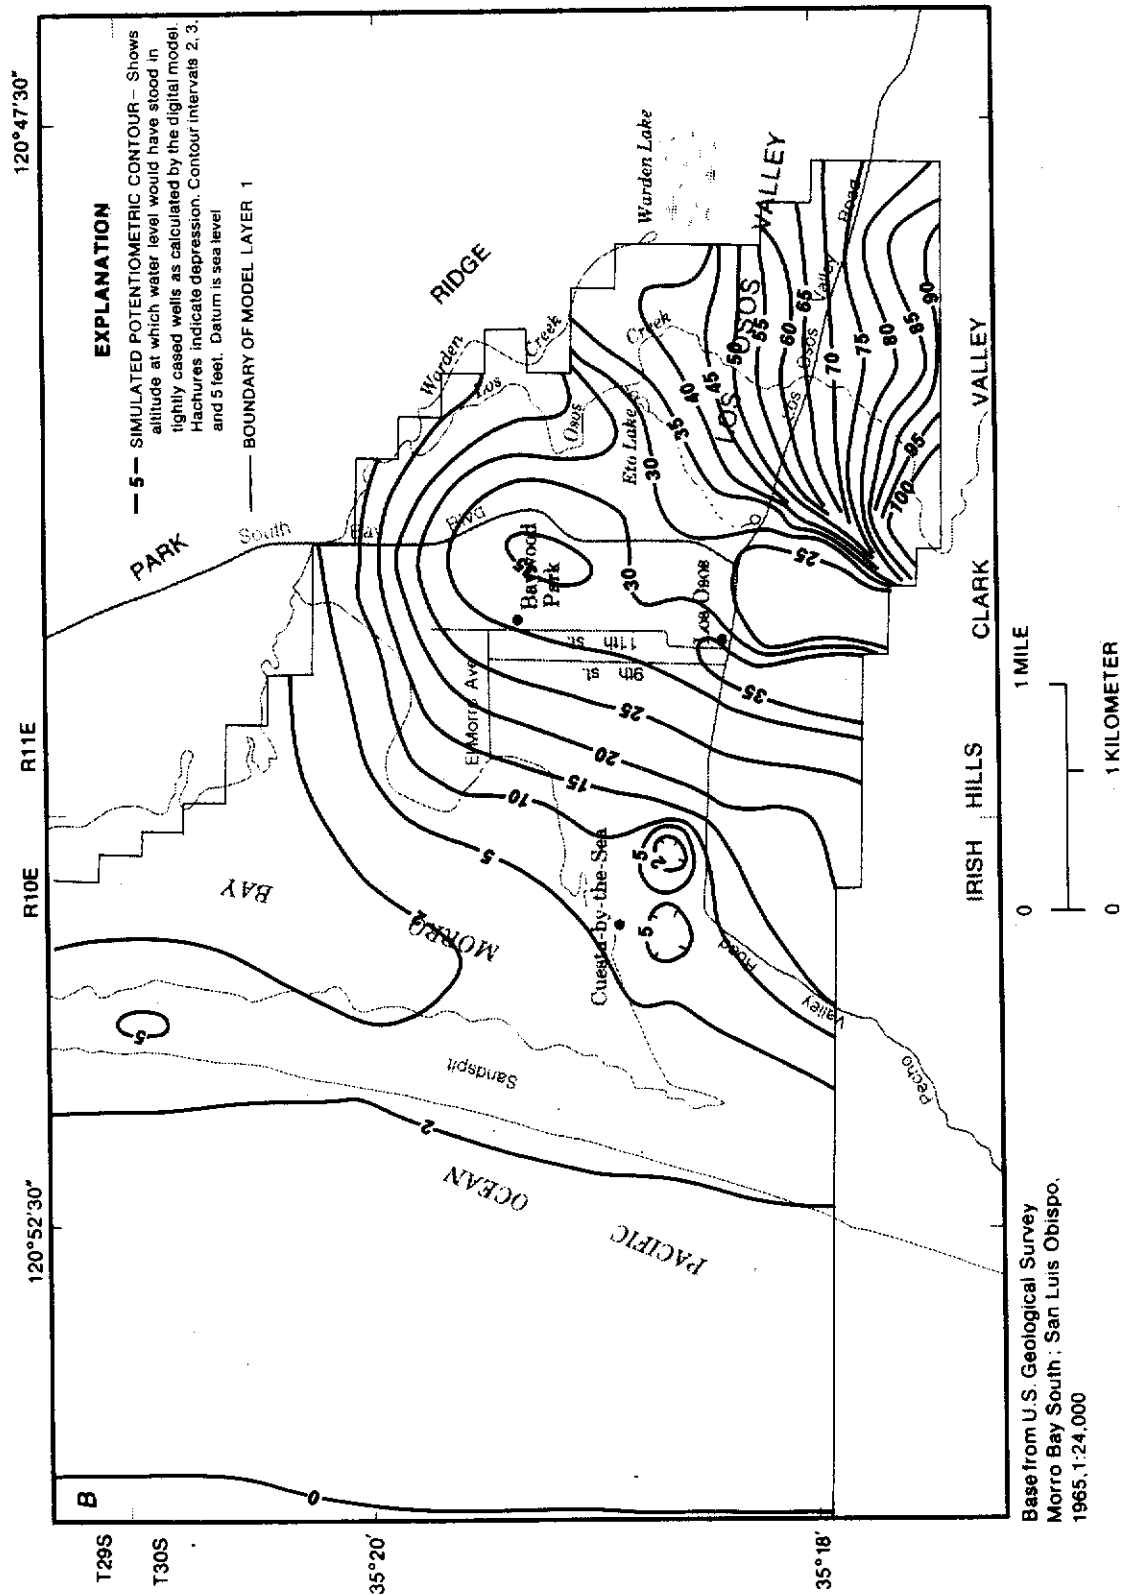 120°52'30"
R10E
R11E
120°47'30"
B
T29S
T30S
35°20'
35°18'
EXPLANATION
—5— SIMULATED POTENTIOMETRIC CONTOUR – Shows
altitude at which water level would have stood in
tightly cased wells as calculated by the digital model.
Hachures indicate depression. Contour intervals 2, 3,
and 5 feet. Datum is sea level
BOUNDARY OF MODEL LAYER 1
PARK
RIDGE
South
Bay
Blvd
Warden
Creek
Los
Osos
Creek
Warden Lake
Eto Lake
LOS OSOS
VALLEY
Los Osos Valley Road
BAY
MORRO
Sandspit
PACIFIC
OCEAN
El Morro Ave
9th st.
11th st.
Baywood
Park
Los Osos
Cuesta-by-the-Sea
Pecho
Valley
Road
IRISH HILLS
CLARK VALLEY
0
2
2
5
5
5
2
5
10
15
20
25
35
30
30
25
35
40
45
50
55
60
65
70
75
80
85
90
95
100
0 1 MILE
0 1 KILOMETER
Base from U.S. Geological Survey
Morro Bay South; San Luis Obispo,
1965, 1:24,000